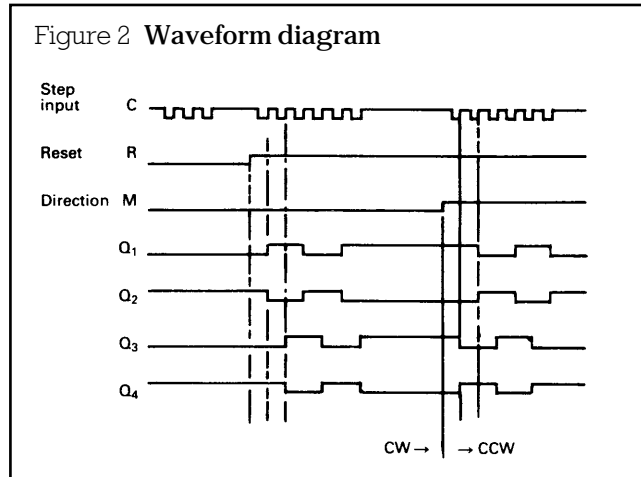 Figure 2 Waveform diagram
Step
input C
Reset R
Direction M
Q1
Q2
Q3
Q4
CW → → CCW